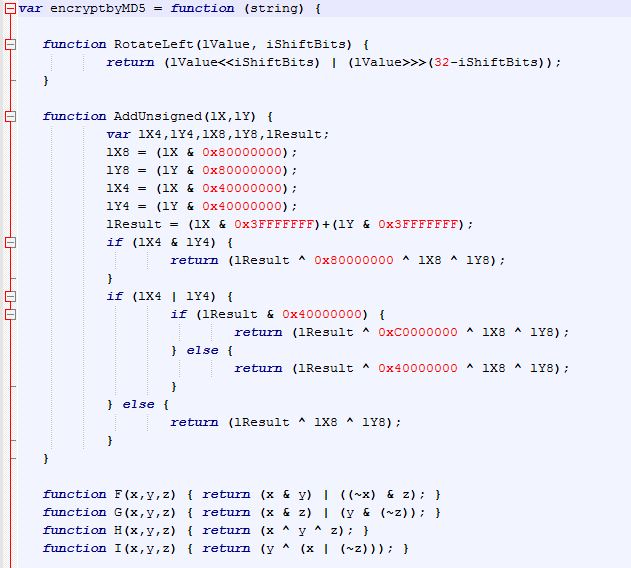 var encryptbyMD5 = function (string) {
function RotateLeft(lValue, iShiftBits) {
return (lValue<<iShiftBits) | (lValue>>>(32-iShiftBits));
}
function AddUnsigned(lX,lY) {
var lX4,lY4,lX8,lY8,lResult;
lX8 = (lX & 0x80000000);
lY8 = (lY & 0x80000000);
lX4 = (lX & 0x40000000);
lY4 = (lY & 0x40000000);
lResult = (lX & 0x3FFFFFFF)+(lY & 0x3FFFFFFF);
if (lX4 & lY4) {
return (lResult ^ 0x80000000 ^ lX8 ^ lY8);
}
if (lX4 | lY4) {
if (lResult & 0x40000000) {
return (lResult ^ 0xC0000000 ^ lX8 ^ lY8);
} else {
return (lResult ^ 0x40000000 ^ lX8 ^ lY8);
}
} else {
return (lResult ^ lX8 ^ lY8);
}
}
function F(x,y,z) { return (x & y) | ((~x) & z); }
function G(x,y,z) { return (x & z) | (y & (~z)); }
function H(x,y,z) { return (x ^ y ^ z); }
function I(x,y,z) { return (y ^ (x | (~z))); }